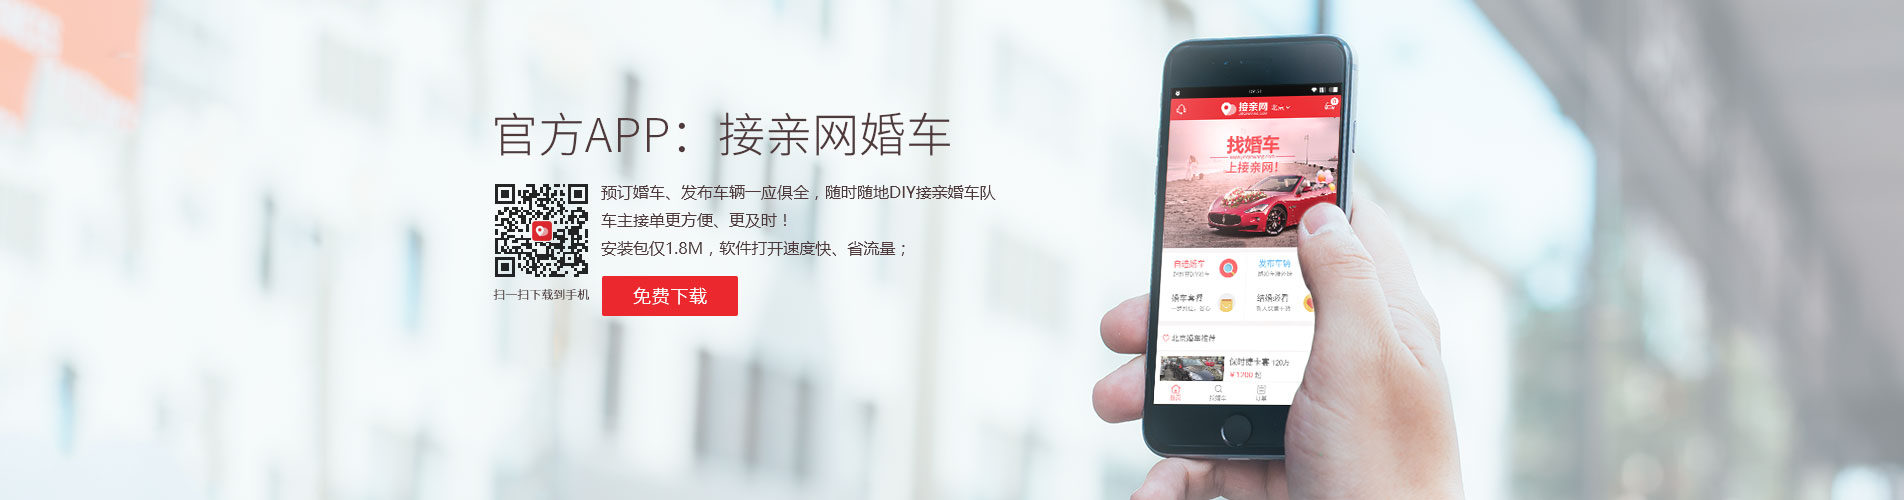 官方APP：接亲网婚车
预订婚车、发布车辆一应俱全，随时随地DIY接亲婚车队
车主接单更方便、更及时！
安装包仅1.8M，软件打开速度快、省流量；
扫一扫下载到手机
免费下载
接亲网 北京
找婚车
上接亲网！
自选婚车 发布车辆
婚车套餐 结婚必看
北京婚车推荐
保时捷卡宴 120万
￥1200 起
首页 找婚车 订单